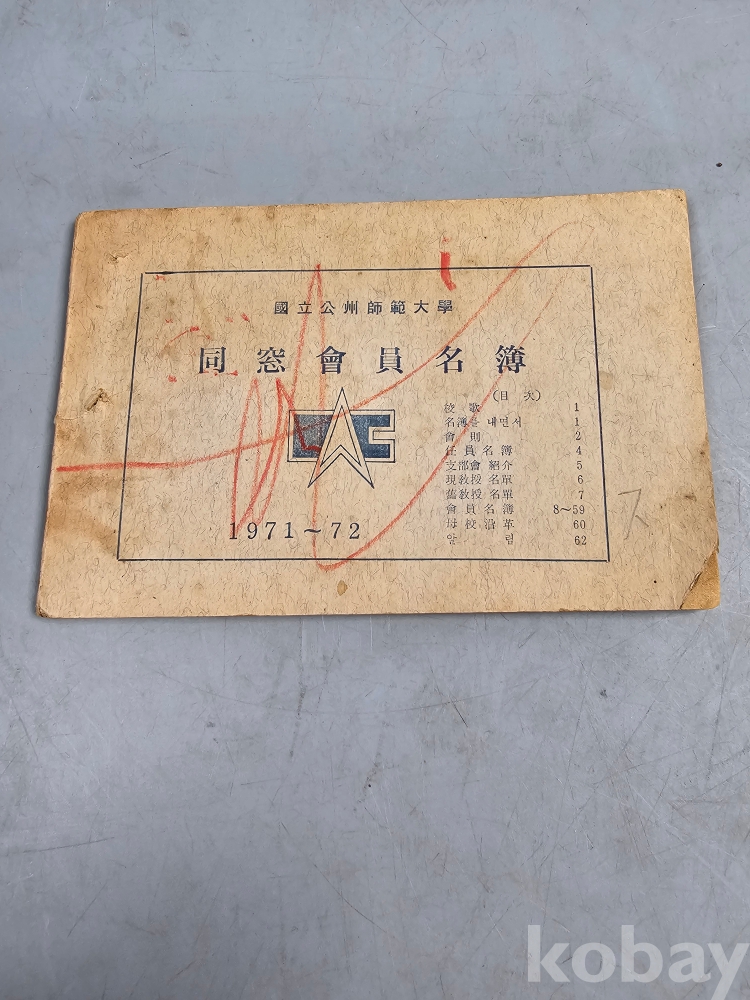 國立公州師範大學
同窓會員名簿
(目 次)
校歌 1
名簿를 내면서 1
會則 2
任員名簿 4
支部會紹介 5
現敎授名單 6
舊敎授名單 7
會員名簿 8~59
母校沿革 60
알림 62
1971~72
kobay